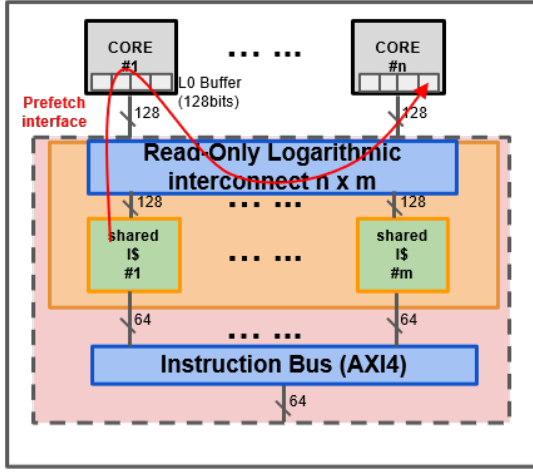 CORE
#1
... ...
CORE
#n
L0 Buffer
(128bits)
Prefetch
interface
128
128
Read-Only Logarithmic
interconnect n x m
128
... ...
128
shared
I$
#1
... ...
shared
I$
#m
64
... ...
64
Instruction Bus (AXI4)
64